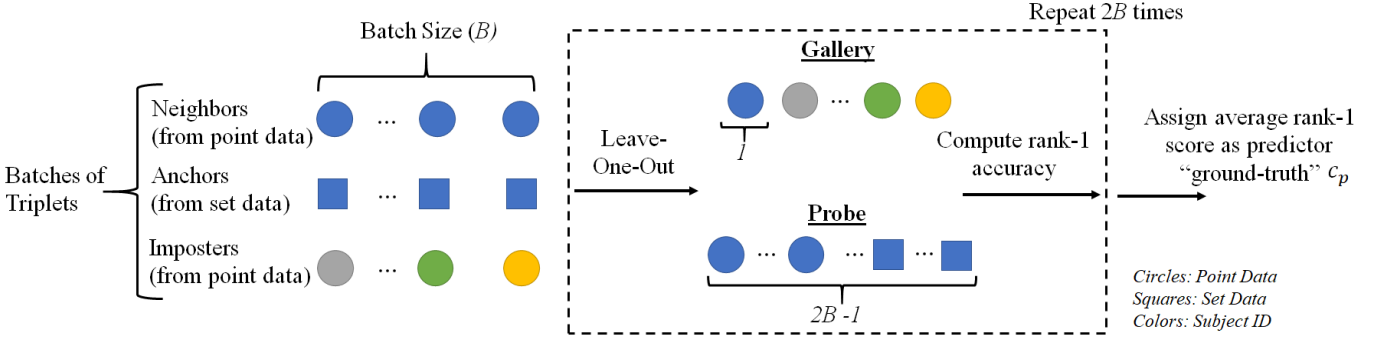 Repeat 2B times
Batch Size (B)
Gallery
Neighbors
(from point data)
...
...
1
Batches of
Triplets
Anchors
(from set data)
...
Leave-
One-Out
Compute rank-1
accuracy
Assign average rank-1
score as predictor
“ground-truth” cₚ
Probe
Imposters
(from point data)
...
... ... ...
2B -1
Circles: Point Data
Squares: Set Data
Colors: Subject ID